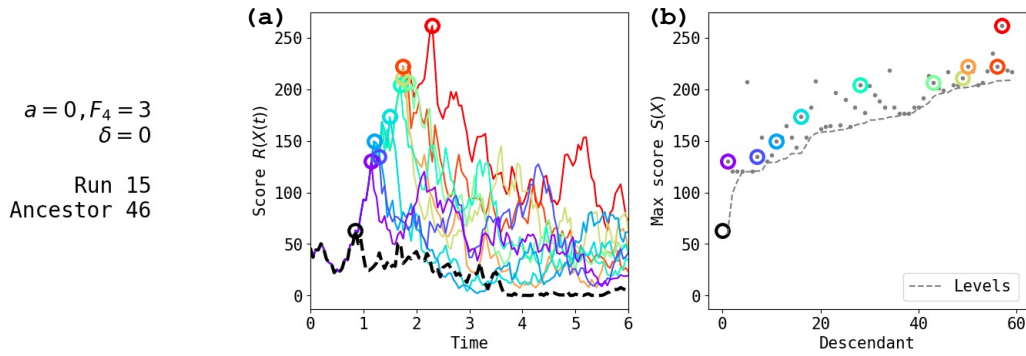 a = 0, F4 = 3
δ = 0
Run 15
Ancestor 46
(a)
Score R(X(t))
250
200
150
100
50
0
0 1 2 3 4 5 6
Time
(b)
Max score S(X)
250
200
150
100
50
0
Levels
0 20 40 60
Descendant